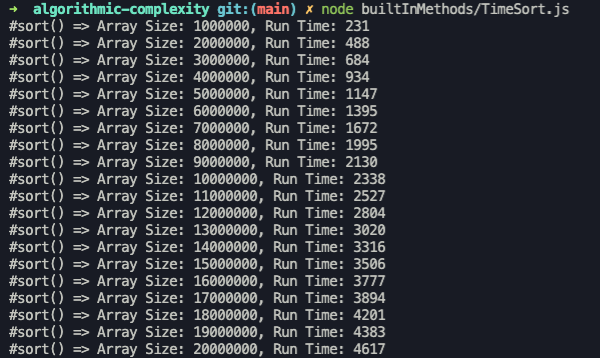 ➜  algorithmic-complexity git:(main) ✗ node builtInMethods/TimeSort.js
#sort() => Array Size: 1000000, Run Time: 231
#sort() => Array Size: 2000000, Run Time: 488
#sort() => Array Size: 3000000, Run Time: 684
#sort() => Array Size: 4000000, Run Time: 934
#sort() => Array Size: 5000000, Run Time: 1147
#sort() => Array Size: 6000000, Run Time: 1395
#sort() => Array Size: 7000000, Run Time: 1672
#sort() => Array Size: 8000000, Run Time: 1995
#sort() => Array Size: 9000000, Run Time: 2130
#sort() => Array Size: 10000000, Run Time: 2338
#sort() => Array Size: 11000000, Run Time: 2527
#sort() => Array Size: 12000000, Run Time: 2804
#sort() => Array Size: 13000000, Run Time: 3020
#sort() => Array Size: 14000000, Run Time: 3316
#sort() => Array Size: 15000000, Run Time: 3506
#sort() => Array Size: 16000000, Run Time: 3777
#sort() => Array Size: 17000000, Run Time: 3894
#sort() => Array Size: 18000000, Run Time: 4201
#sort() => Array Size: 19000000, Run Time: 4383
#sort() => Array Size: 20000000, Run Time: 4617